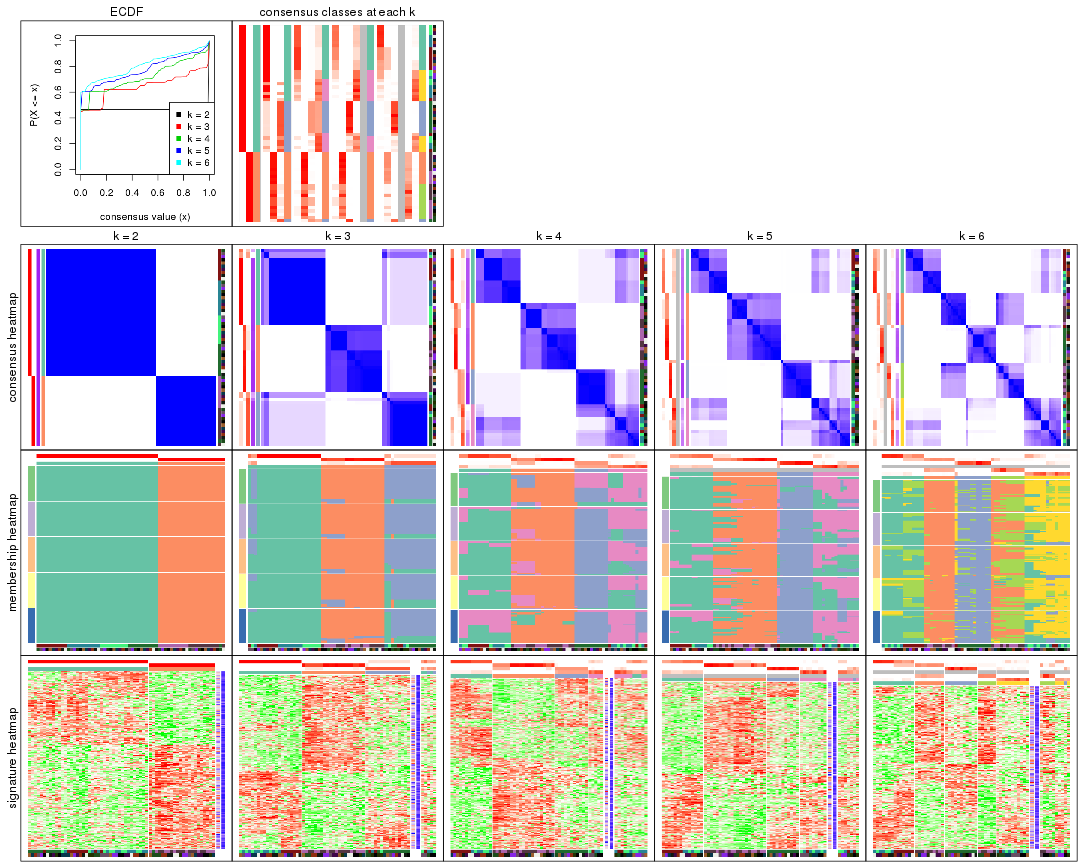 ECDF
consensus classes at each k
P(X <= x)
0.0 0.2 0.4 0.6 0.8 1.0
k = 2
k = 3
k = 4
k = 5
k = 6
0.0 0.2 0.4 0.6 0.8 1.0
consensus value (x)
k = 2 k = 3 k = 4 k = 5 k = 6
consensus heatmap
membership heatmap
signature heatmap